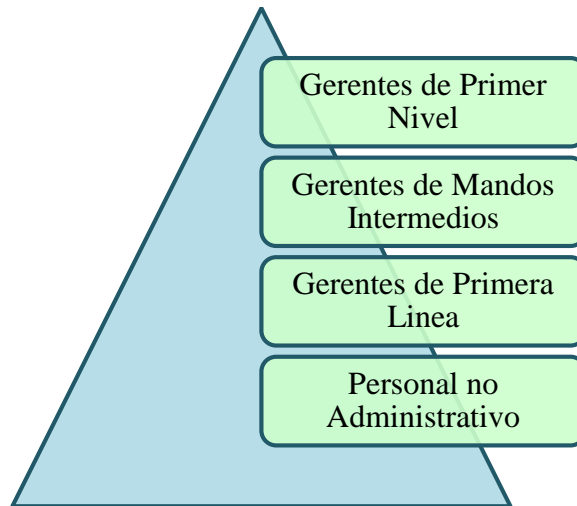 Gerentes de Primer
Nivel
Gerentes de Mandos
Intermedios
Gerentes de Primera
Linea
Personal no
Administrativo